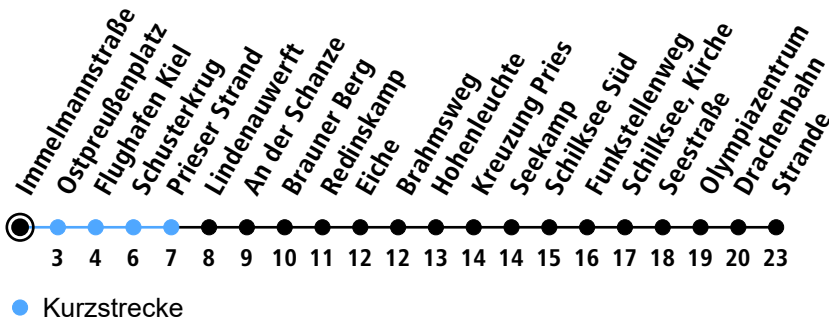 Immelmannstraße
Ostpreußenplatz
Flughafen Kiel
Schusterkrug
Prieser Strand
Lindenauwerft
An der Schanze
Brauner Berg
Redinskamp
Eiche
Brahmsweg
Hohenleuchte
Kreuzung Pries
Seekamp
Schilksee Süd
Funkstellenweg
Schilksee, Kirche
Seestraße
Olympiazentrum
Drachenbahn
Strande
3 4 6 7 8 9 10 11 12 12 13 14 14 15 16 17 18 19 20 23
Kurzstrecke